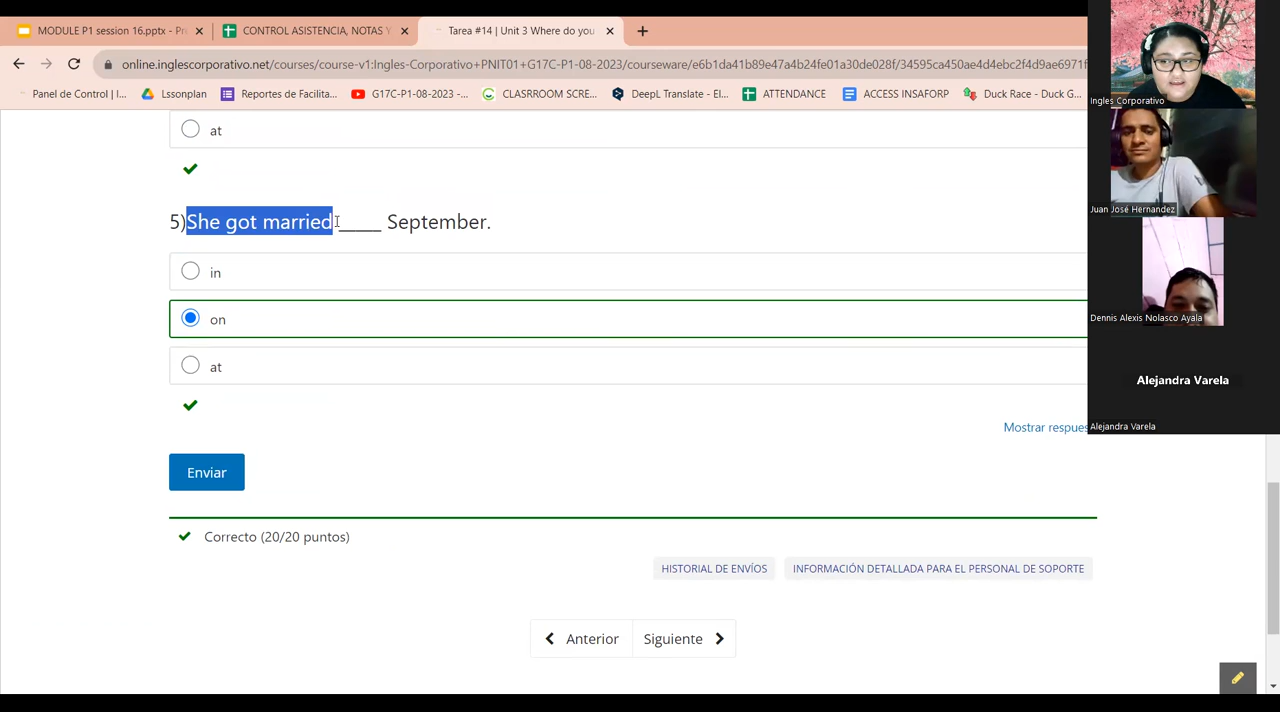 MODULE P1 session 16.pptx - Pr
CONTROL ASISTENCIA, NOTAS Y
Tarea #14 | Unit 3 Where do you
online.inglescorporativo.net/courses/course-v1:Ingles-Corporativo+PNIT01+G17C-P1-08-2023/courseware/e6b1da41b89e47a4b24fe01a30de028f/34595ca450ae4d4ebc2f4d9ae6971f
Panel de Control | I...
Lssonplan
Reportes de Facilita...
G17C-P1-08-2023 -...
CLASRROOM SCRE...
DeepL Translate - El...
ATTENDANCE
ACCESS INSAFORP
Duck Race - Duck G...
Ingles Corporativo
at
Juan José Hernandez
5)She got married _____ September.
in
on
Dennis Alexis Nolasco Ayala
at
Alejandra Varela
Mostrar respue
Alejandra Varela
Enviar
Correcto (20/20 puntos)
HISTORIAL DE ENVÍOS
INFORMACIÓN DETALLADA PARA EL PERSONAL DE SOPORTE
Anterior
Siguiente